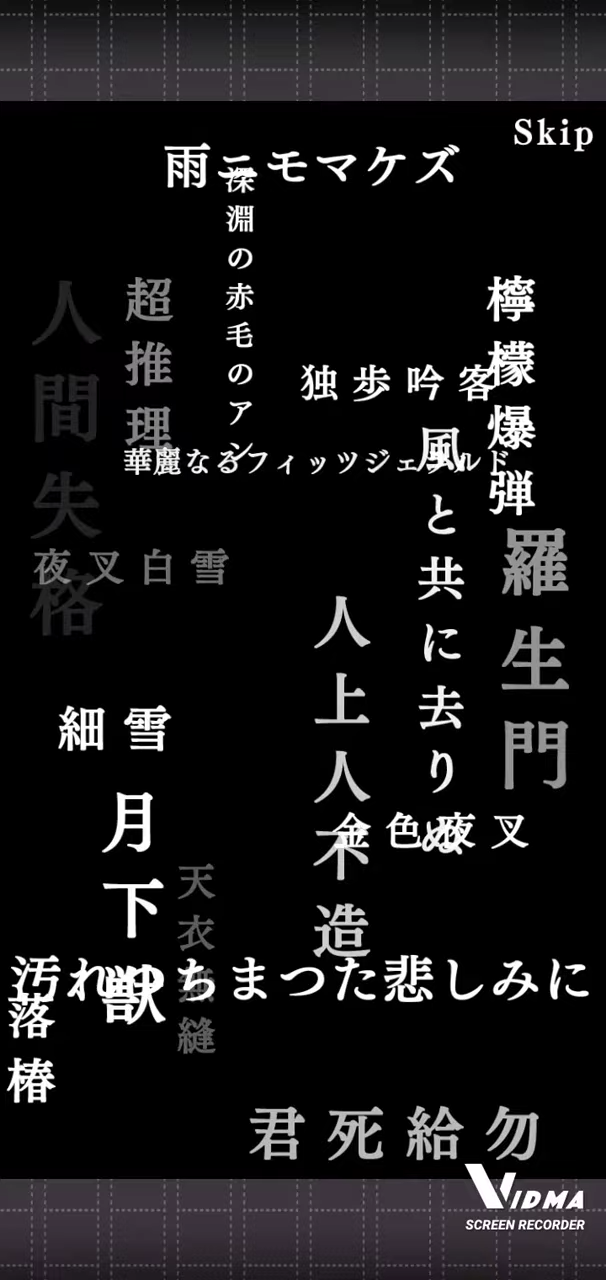 Skip
雨ニモマケズ
深淵の赤毛のアン
檸檬爆弾
超推理
人間失格
独歩吟客
風と共に去りぬ
華麗なるフィッツジェラルド
羅生門
夜叉白雪
人上人不造
細雪
月下獣
金色夜叉
天衣無縫
汚れつちまつた悲しみに
落椿
君死給勿
VIDMA
SCREEN RECORDER